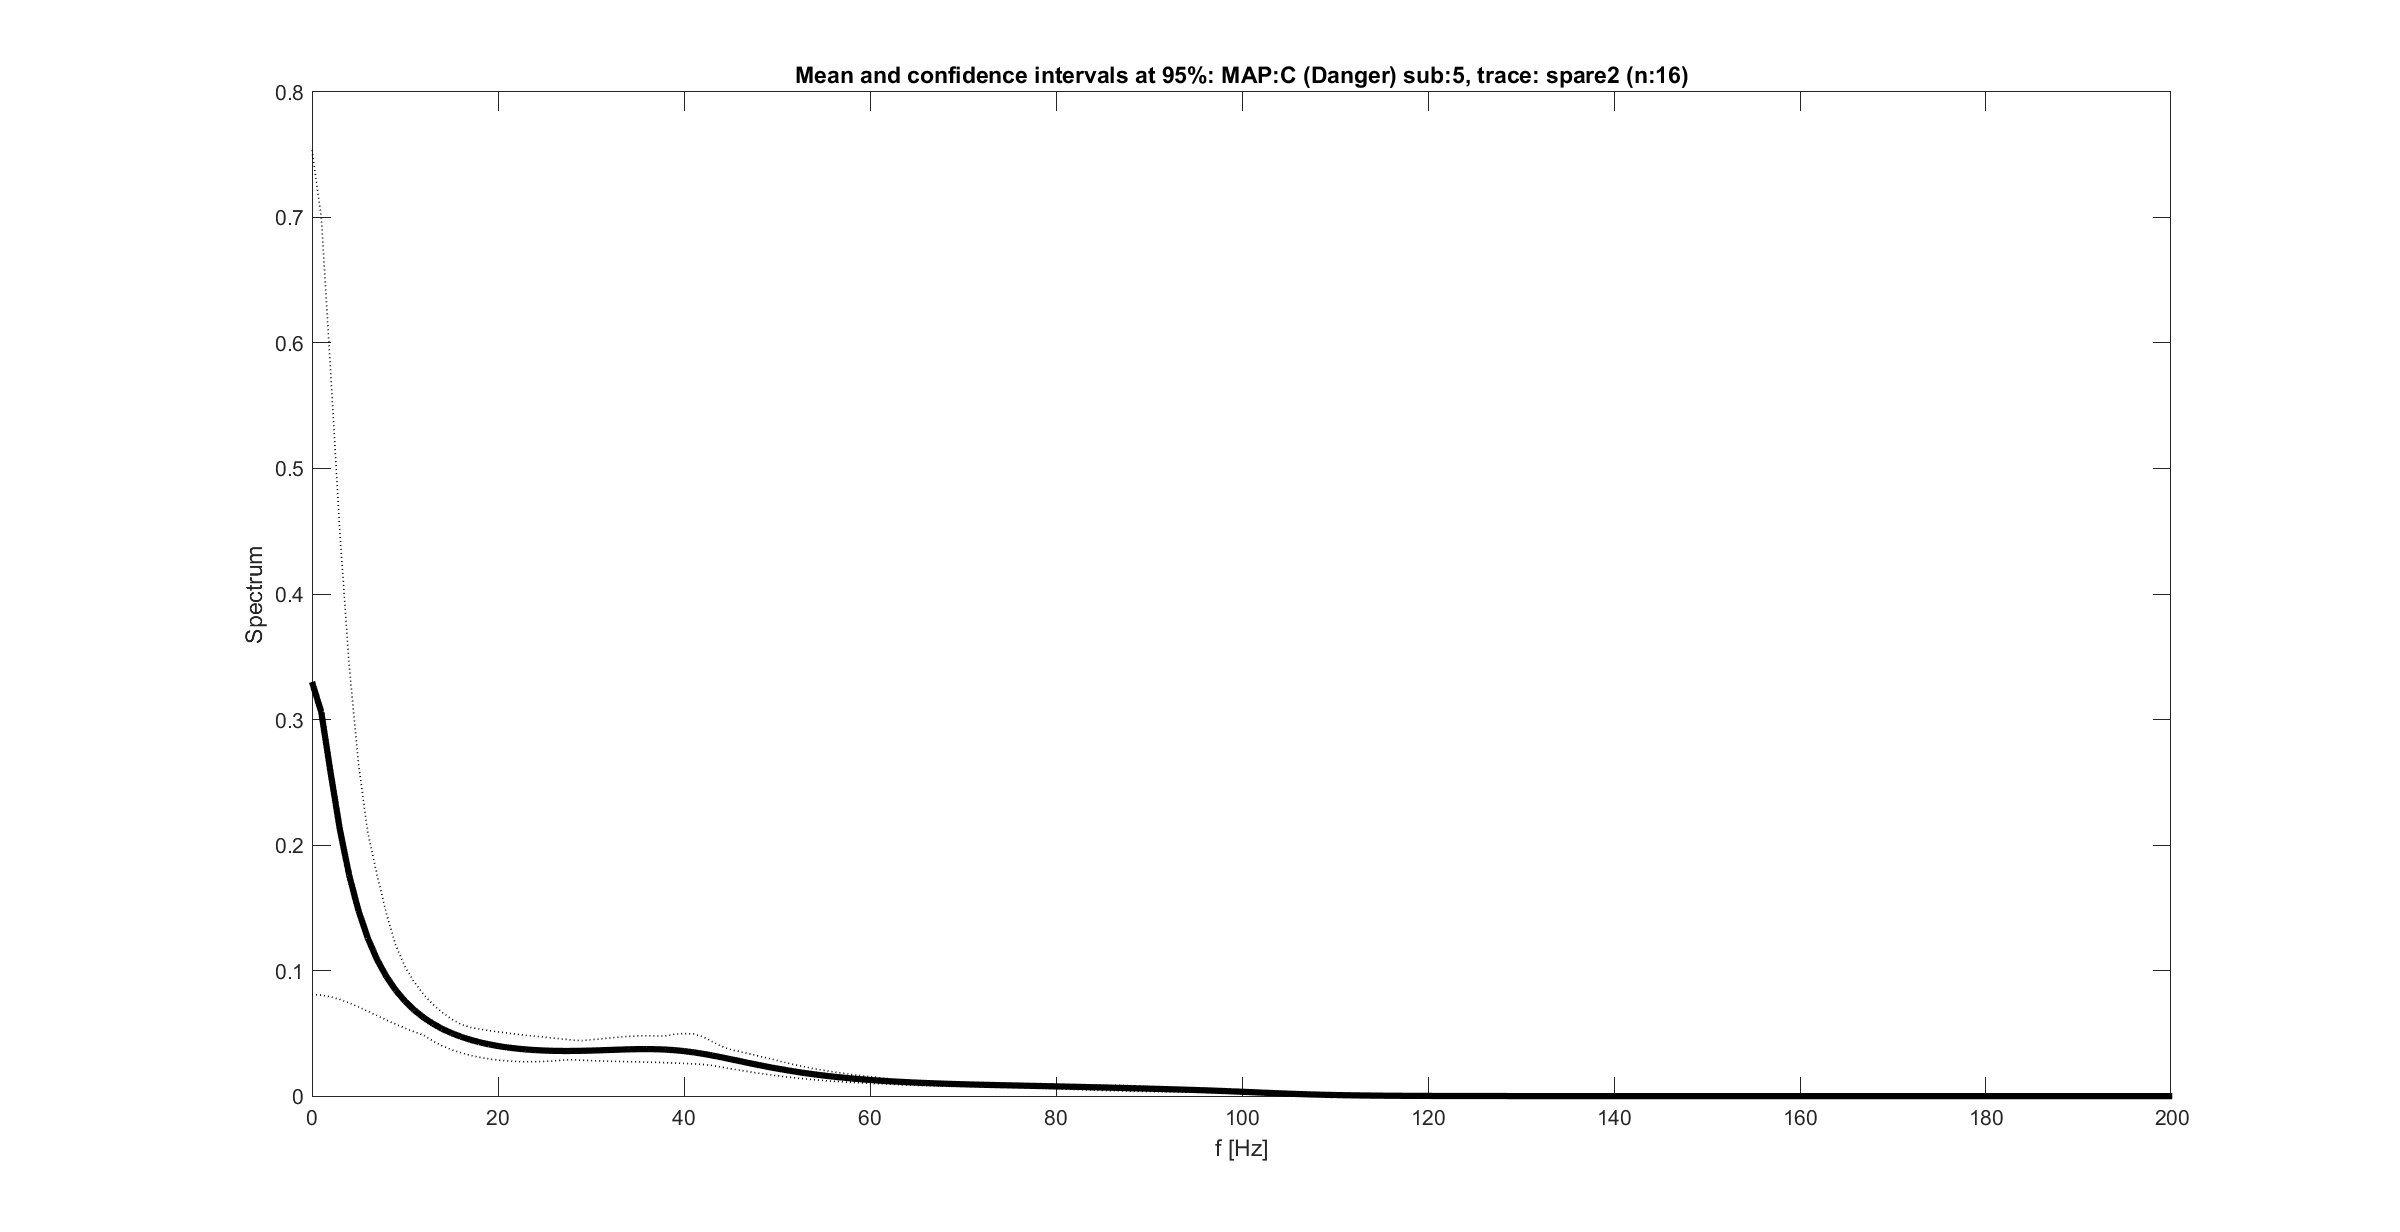 Mean and confidence intervals at 95%: MAP:C (Danger) sub:5, trace: spare2 (n:16)
0.8
0.7
0.6
0.5
0.4
0.3
0.2
0.1
0
Spectrum
0 20 40 60 80 100 120 140 160 180 200
f [Hz]